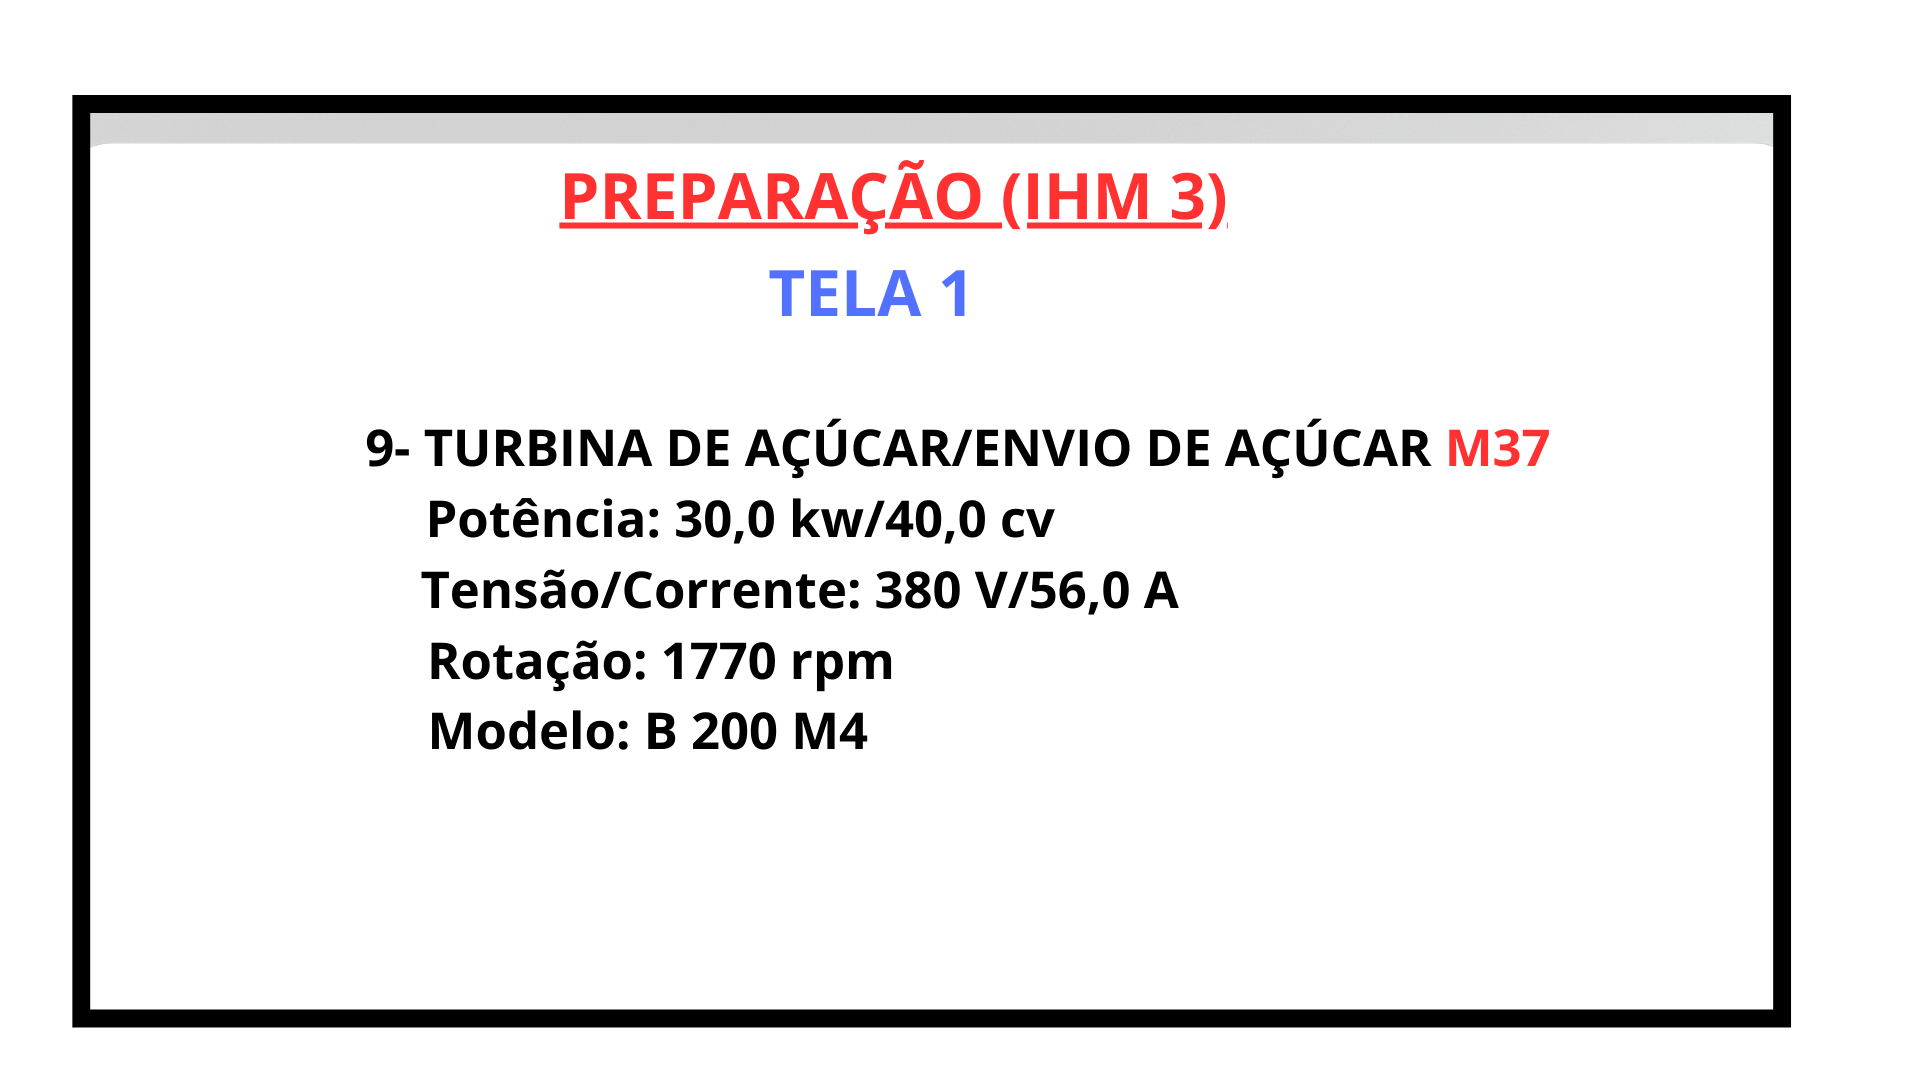 PREPARAÇÃO (IHM 3)
TELA 1
9- TURBINA DE AÇÚCAR/ENVIO DE AÇÚCAR M37
Potência: 30,0 kw/40,0 cv
Tensão/Corrente: 380 V/56,0 A
Rotação: 1770 rpm
Modelo: B 200 M4